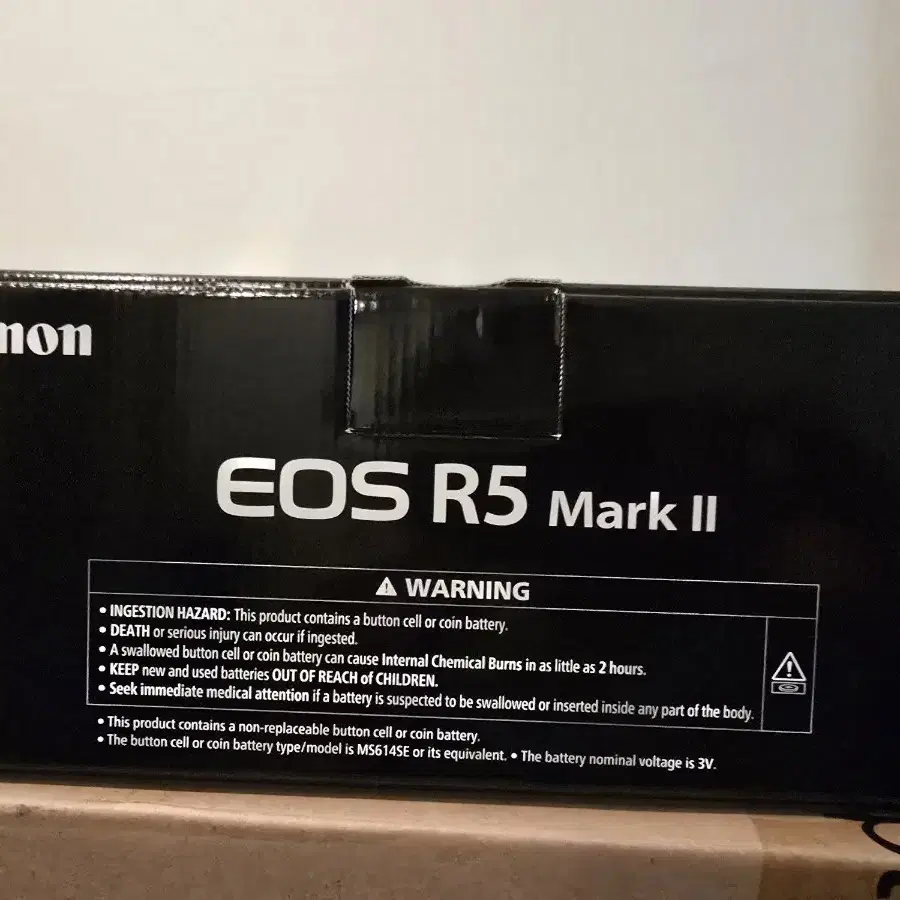 non
EOS R5 Mark II
⚠ WARNING
• INGESTION HAZARD: This product contains a button cell or coin battery.
• DEATH or serious injury can occur if ingested.
• A swallowed button cell or coin battery can cause Internal Chemical Burns in as little as 2 hours.
• KEEP new and used batteries OUT OF REACH of CHILDREN.
• Seek immediate medical attention if a battery is suspected to be swallowed or inserted inside any part of the body.
• This product contains a non-replaceable button cell or coin battery.
• The button cell or coin battery type/model is MS614SE or its equivalent. • The battery nominal voltage is 3V.